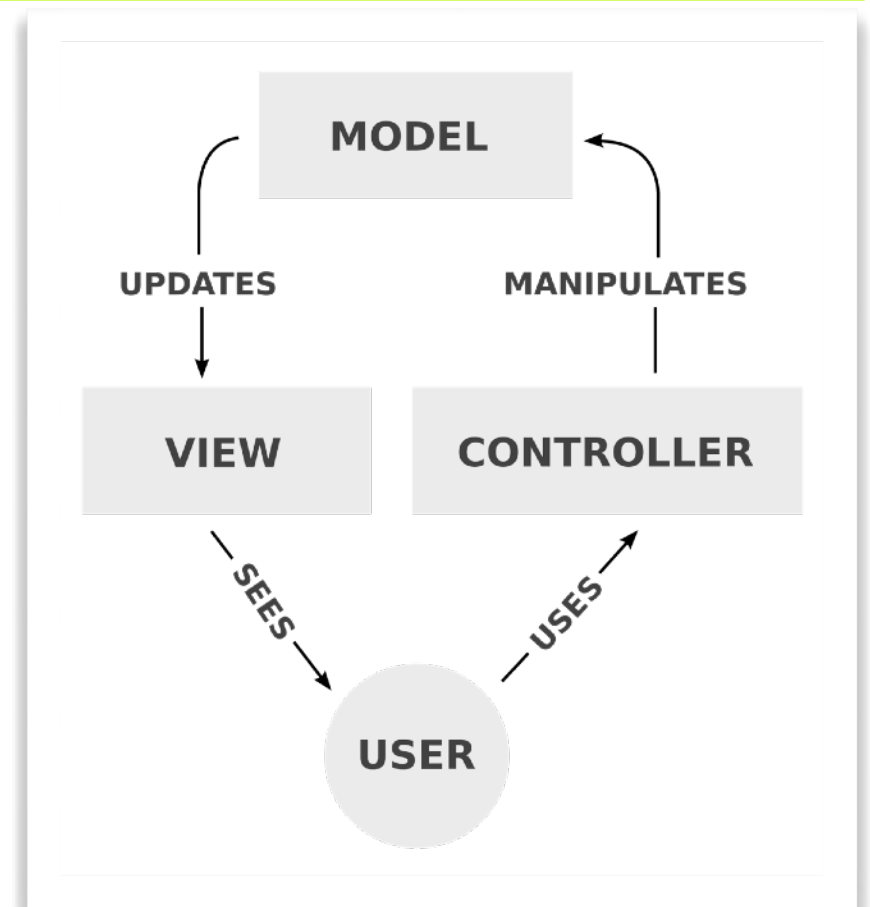 MODEL
UPDATES
MANIPULATES
VIEW
CONTROLLER
SEES
USES
USER